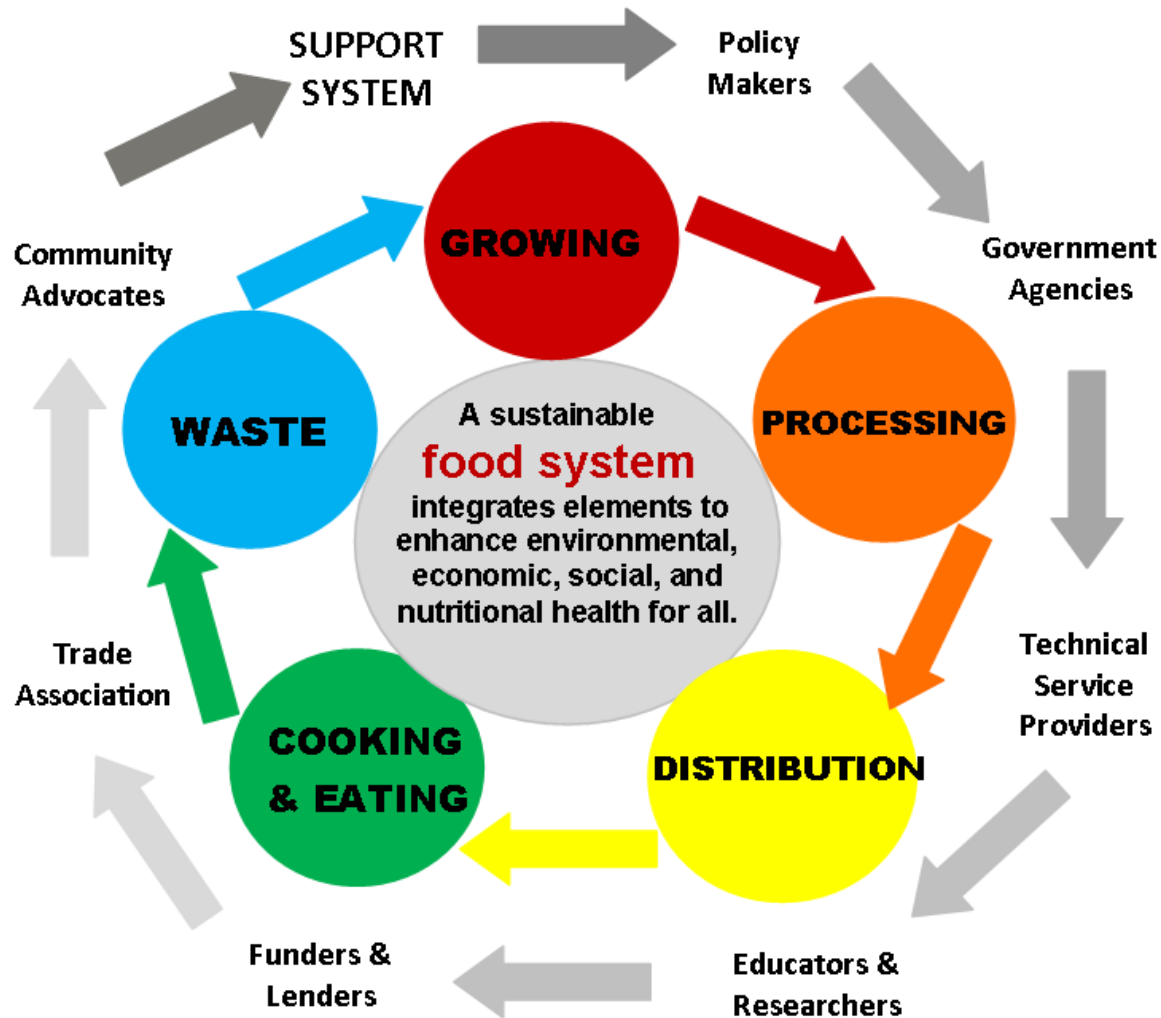 SUPPORT
SYSTEM
Policy
Makers
Government
Agencies
Technical
Service
Providers
Educators &
Researchers
Funders &
Lenders
Trade
Association
Community
Advocates
GROWING
PROCESSING
DISTRIBUTION
COOKING
& EATING
WASTE
A sustainable
food system
integrates elements to
enhance environmental,
economic, social, and
nutritional health for all.